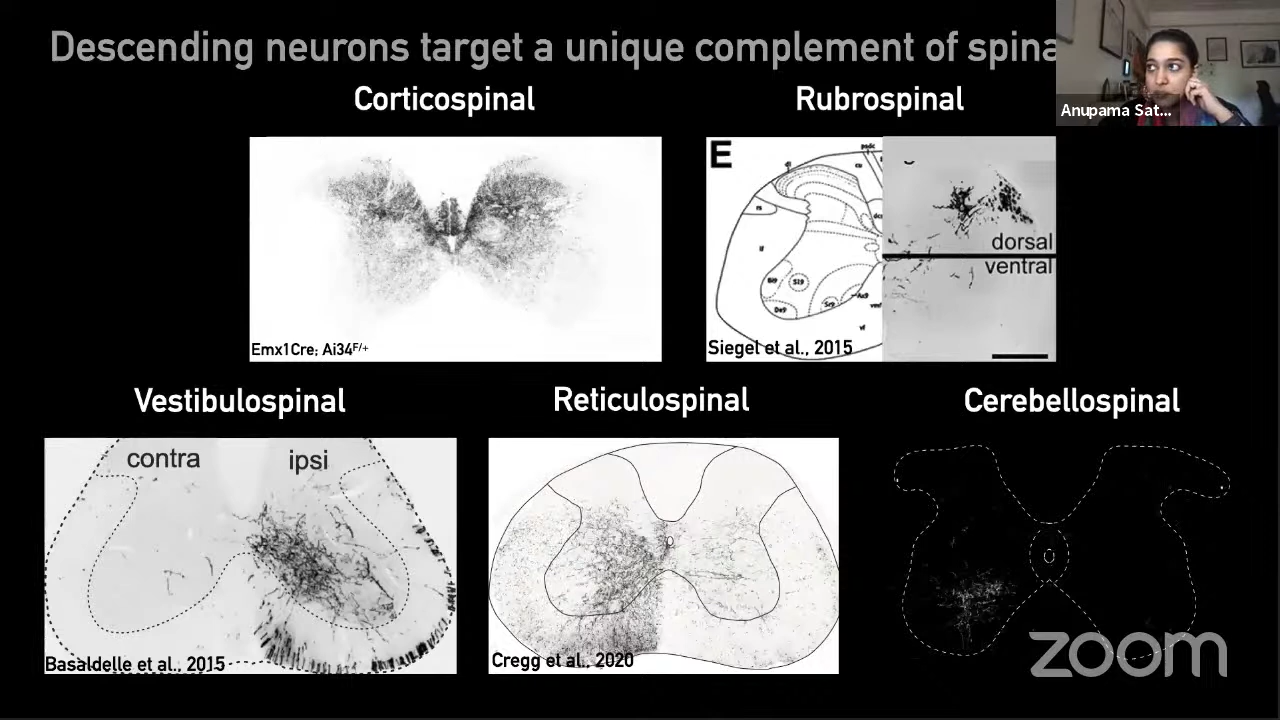 Descending neurons target a unique complement of spina
Anupama Sat...
Corticospinal
Rubrospinal
E
dorsal
ventral
Emx1Cre; Ai34F/+
Siegel et al., 2015
Vestibulospinal
Reticulospinal
Cerebellospinal
contra
ipsi
Basaldelle et al., 2015
Cregg et al., 2020
zoom